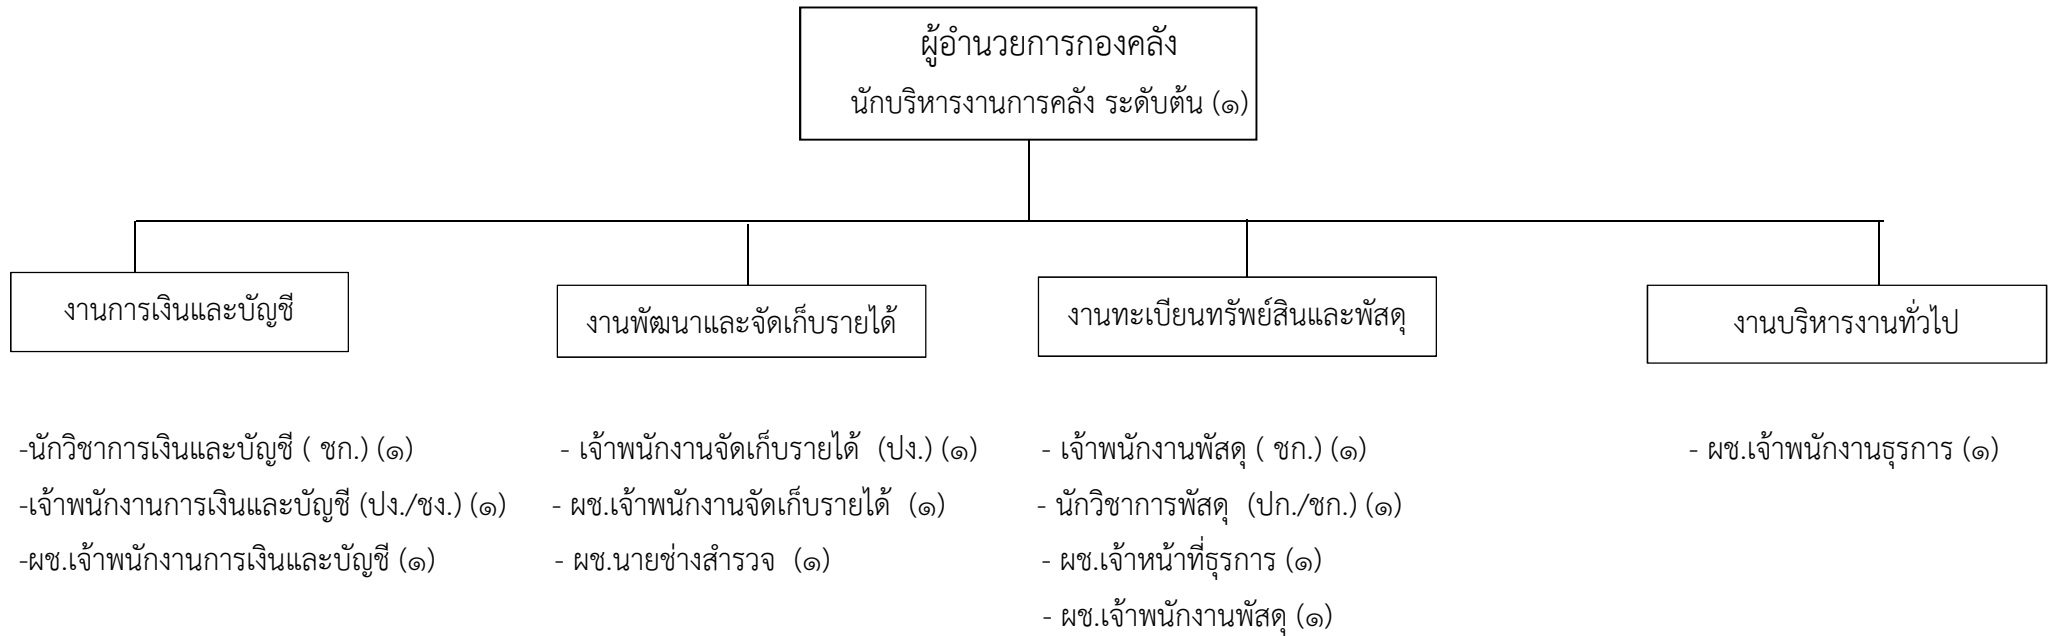 ผู้อำนวยการกองคลัง
นักบริหารงานการคลัง ระดับต้น (๑)
งานการเงินและบัญชี
งานพัฒนาและจัดเก็บรายได้
งานทะเบียนทรัพย์สินและพัสดุ
งานบริหารงานทั่วไป
-นักวิชาการเงินและบัญชี ( ชก.) (๑)
-เจ้าพนักงานการเงินและบัญชี (ปง./ชง.) (๑)
-ผช.เจ้าพนักงานการเงินและบัญชี (๑)
- เจ้าพนักงานจัดเก็บรายได้ (ปง.) (๑)
- ผช.เจ้าพนักงานจัดเก็บรายได้ (๑)
- ผช.นายช่างสำรวจ (๑)
- เจ้าพนักงานพัสดุ ( ชก.) (๑)
- นักวิชาการพัสดุ (ปก./ชก.) (๑)
- ผช.เจ้าหน้าที่ธุรการ (๑)
- ผช.เจ้าพนักงานพัสดุ (๑)
- ผช.เจ้าพนักงานธุรการ (๑)